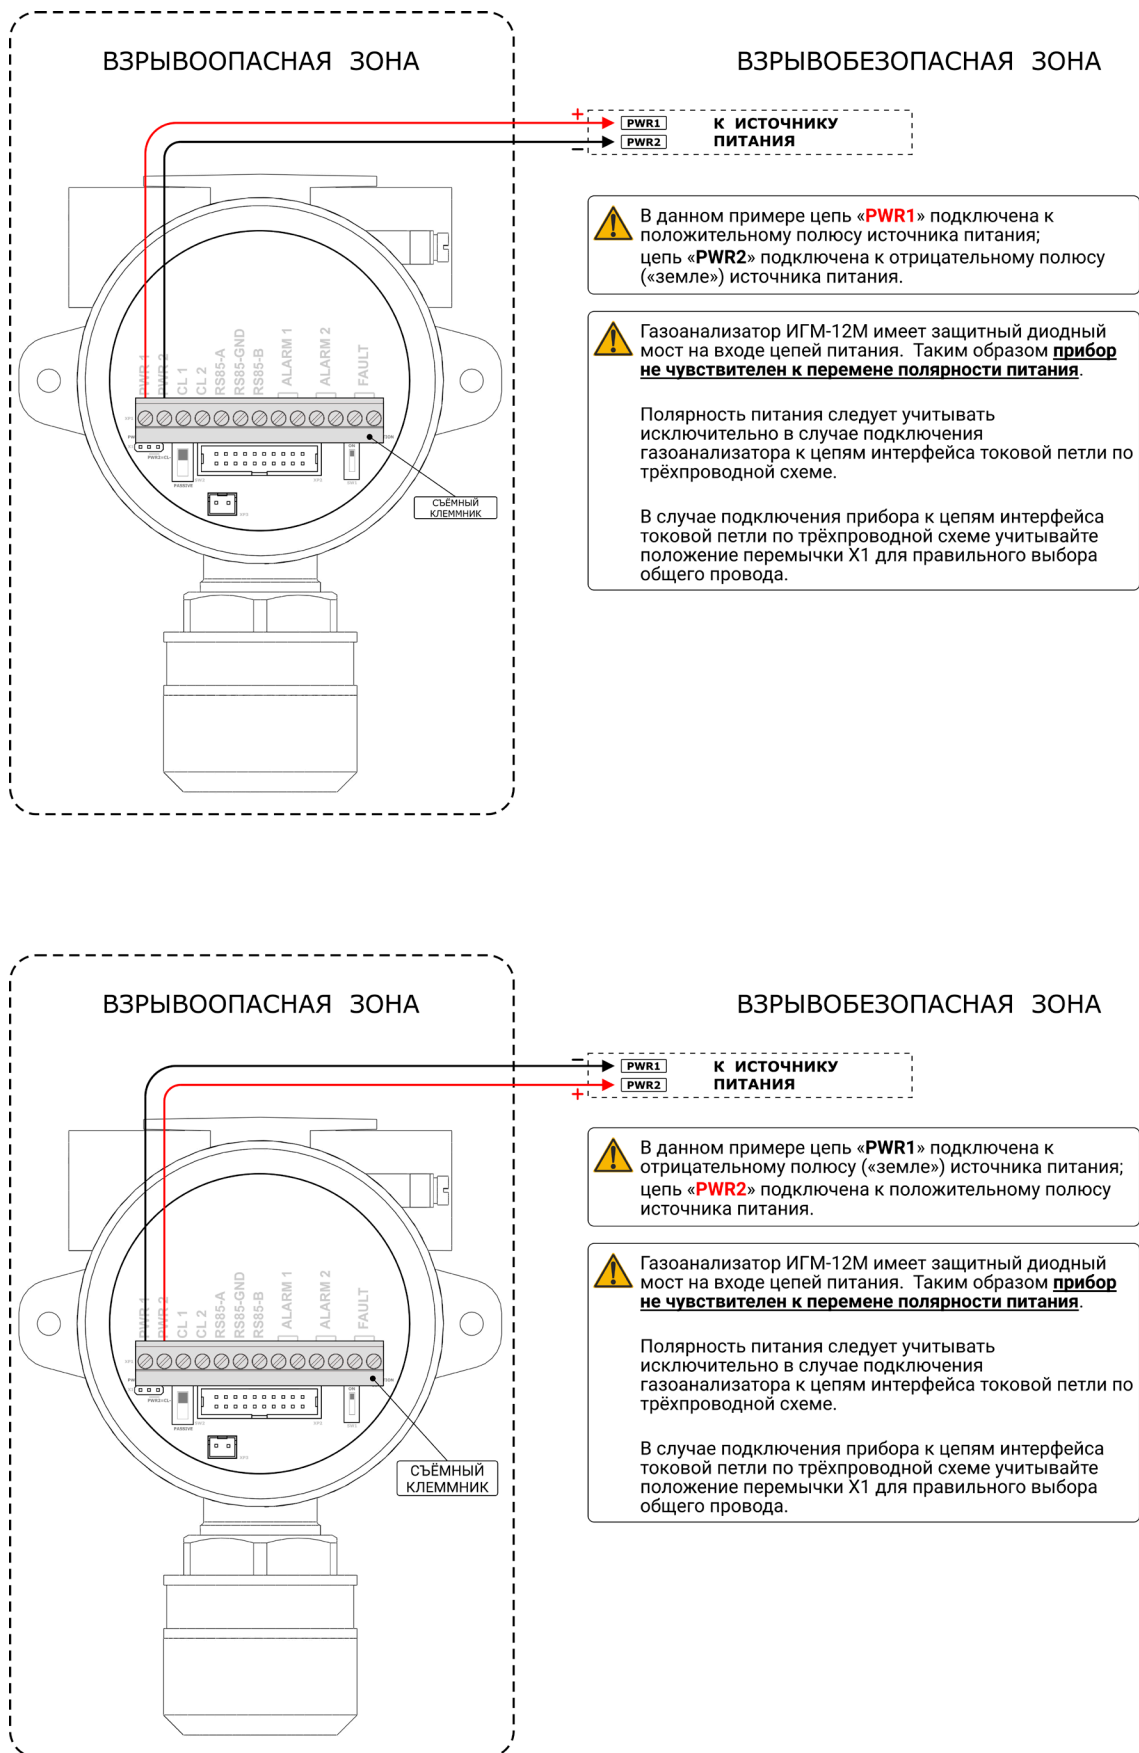 ВЗРЫВООПАСНАЯ ЗОНА
ВЗРЫВОБЕЗОПАСНАЯ ЗОНА
+
PWR1
К ИСТОЧНИКУ
−
PWR2
ПИТАНИЯ
В данном примере цепь «PWR1» подключена к
положительному полюсу источника питания;
цепь «PWR2» подключена к отрицательному полюсу
(«земле») источника питания.
Газоанализатор ИГМ-12М имеет защитный диодный
мост на входе цепей питания. Таким образом прибор
не чувствителен к перемене полярности питания.
Полярность питания следует учитывать
исключительно в случае подключения
газоанализатора к цепям интерфейса токовой петли по
трёхпроводной схеме.
В случае подключения прибора к цепям интерфейса
токовой петли по трёхпроводной схеме учитывайте
положение перемычки X1 для правильного выбора
общего провода.
PWR 1
PWR 2
CL 1
CL 2
RS85-A
RS85-GND
RS85-B
ALARM 1
ALARM 2
FAULT
PWR2=CL-
ON
PASSIVE
СЪЁМНЫЙ
КЛЕММНИК
ВЗРЫВООПАСНАЯ ЗОНА
ВЗРЫВОБЕЗОПАСНАЯ ЗОНА
−
PWR1
К ИСТОЧНИКУ
+
PWR2
ПИТАНИЯ
В данном примере цепь «PWR1» подключена к
отрицательному полюсу («земле») источника питания;
цепь «PWR2» подключена к положительному полюсу
источника питания.
Газоанализатор ИГМ-12М имеет защитный диодный
мост на входе цепей питания. Таким образом прибор
не чувствителен к перемене полярности питания.
Полярность питания следует учитывать
исключительно в случае подключения
газоанализатора к цепям интерфейса токовой петли по
трёхпроводной схеме.
В случае подключения прибора к цепям интерфейса
токовой петли по трёхпроводной схеме учитывайте
положение перемычки X1 для правильного выбора
общего провода.
PWR 1
PWR 2
CL 1
CL 2
RS85-A
RS85-GND
RS85-B
ALARM 1
ALARM 2
FAULT
PWR2=CL-
ON
PASSIVE
СЪЁМНЫЙ
КЛЕММНИК